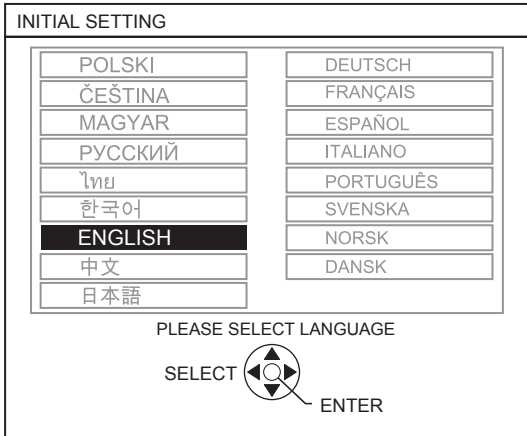 INITIAL SETTING
POLSKI
ČEŠTINA
MAGYAR
РУССКИЙ
ไทย
한국어
ENGLISH
中文
日本語
DEUTSCH
FRANÇAIS
ESPAÑOL
ITALIANO
PORTUGUÊS
SVENSKA
NORSK
DANSK
PLEASE SELECT LANGUAGE
SELECT
ENTER